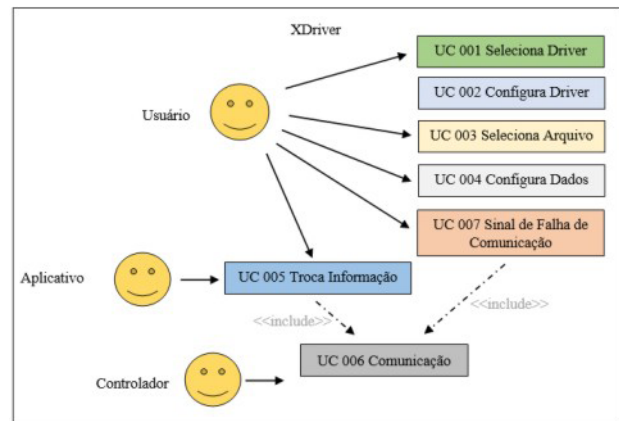 XDriver
UC 001 Seleciona Driver
UC 002 Configura Driver
Usuário
UC 003 Seleciona Arquivo
UC 004 Configura Dados
UC 007 Sinal de Falha de
Comunicação
Aplicativo
UC 005 Troca Informação
<<include>>
<<include>>
UC 006 Comunicação
Controlador